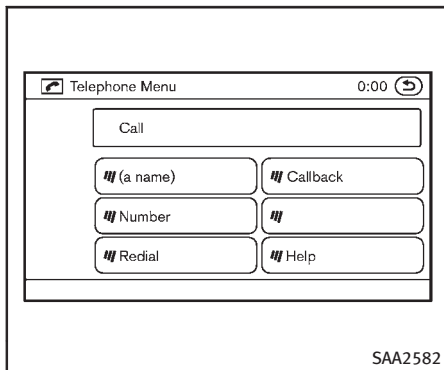 Telephone Menu 0:00
Call
(a name) Callback
Number
Redial Help
SAA2582